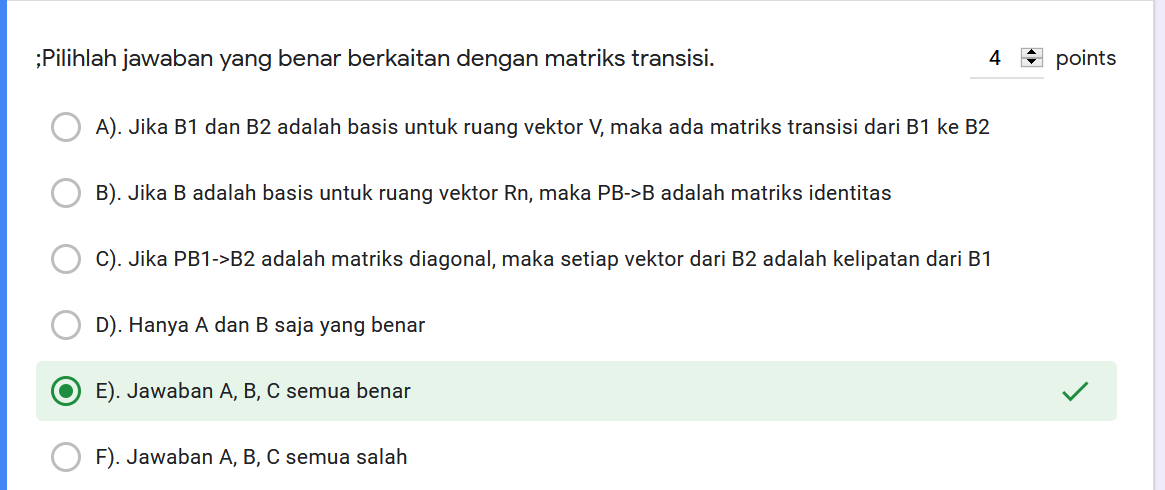 ;Pilihlah jawaban yang benar berkaitan dengan matriks transisi.
4 points
A). Jika B1 dan B2 adalah basis untuk ruang vektor V, maka ada matriks transisi dari B1 ke B2
B). Jika B adalah basis untuk ruang vektor Rn, maka PB->B adalah matriks identitas
C). Jika PB1->B2 adalah matriks diagonal, maka setiap vektor dari B2 adalah kelipatan dari B1
D). Hanya A dan B saja yang benar
E). Jawaban A, B, C semua benar
F). Jawaban A, B, C semua salah